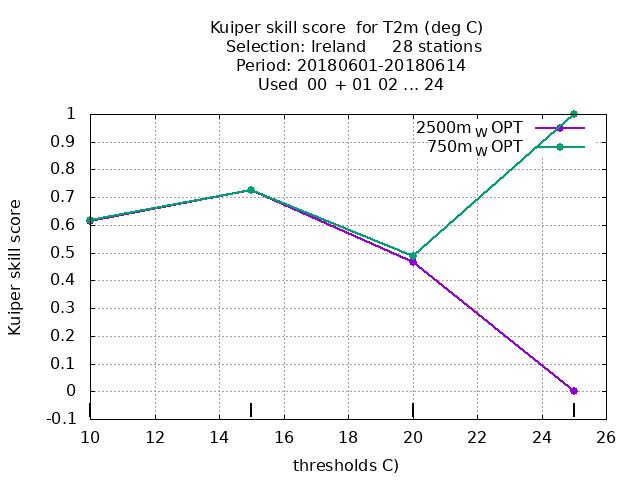 Kuiper skill score for T2m (deg C)
Selection: Ireland 28 stations
Period: 20180601-20180614
Used 00 + 01 02 ... 24
2500m W OPT
750m W OPT
1
0.9
0.8
0.7
0.6
0.5
0.4
0.3
0.2
0.1
0
-0.1
Kuiper skill score
10 12 14 16 18 20 22 24 26
thresholds C)